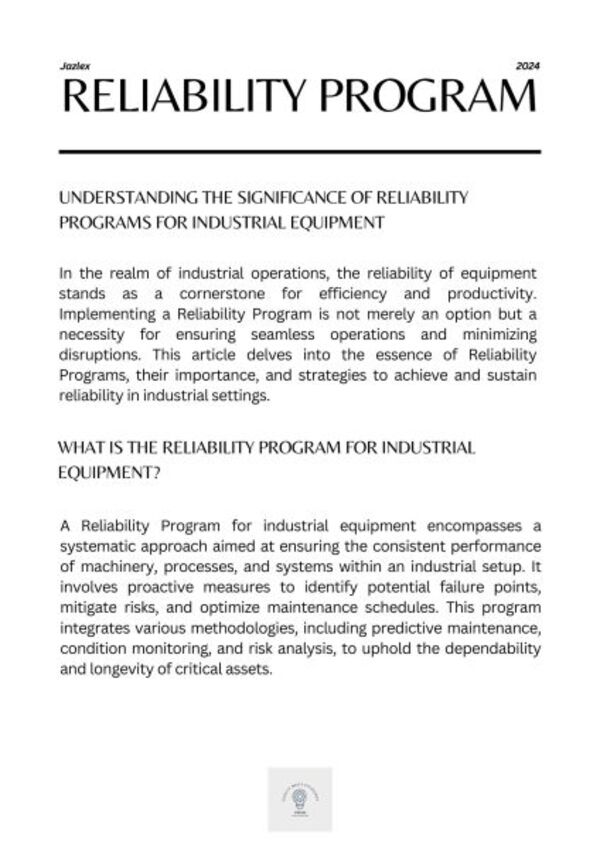 Jazlex 2024
RELIABILITY PROGRAM
UNDERSTANDING THE SIGNIFICANCE OF RELIABILITY
PROGRAMS FOR INDUSTRIAL EQUIPMENT
In the realm of industrial operations, the reliability of equipment
stands as a cornerstone for efficiency and productivity.
Implementing a Reliability Program is not merely an option but a
necessity for ensuring seamless operations and minimizing
disruptions. This article delves into the essence of Reliability
Programs, their importance, and strategies to achieve and sustain
reliability in industrial settings.
WHAT IS THE RELIABILITY PROGRAM FOR INDUSTRIAL
EQUIPMENT?
A Reliability Program for industrial equipment encompasses a
systematic approach aimed at ensuring the consistent performance
of machinery, processes, and systems within an industrial setup. It
involves proactive measures to identify potential failure points,
mitigate risks, and optimize maintenance schedules. This program
integrates various methodologies, including predictive maintenance,
condition monitoring, and risk analysis, to uphold the dependability
and longevity of critical assets.